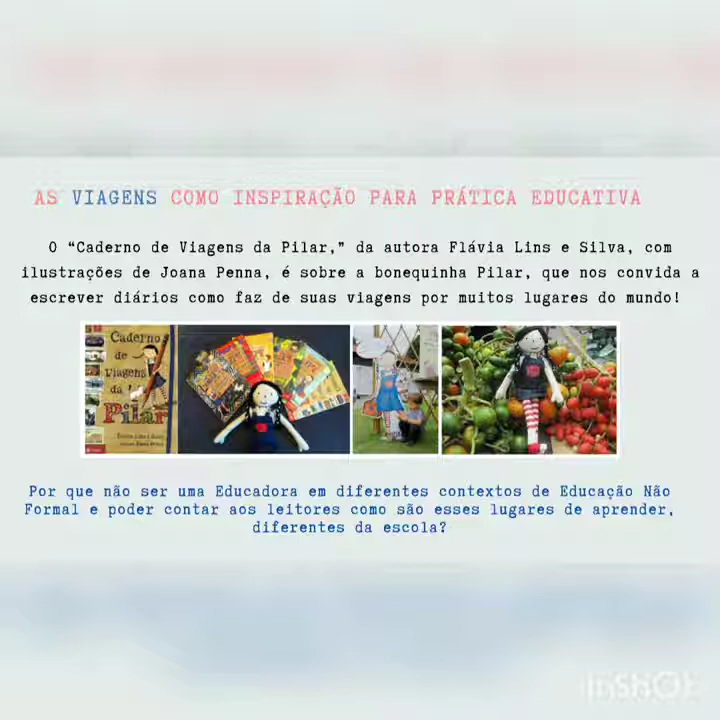 AS VIAGENS COMO INSPIRAÇÃO PARA PRÁTICA EDUCATIVA
O “Caderno de Viagens da Pilar,” da autora Flávia Lins e Silva, com
ilustrações de Joana Penna, é sobre a bonequinha Pilar, que nos convida a
escrever diários como faz de suas viagens por muitos lugares do mundo!
Caderno
de
Viagens
da
Pilar
Por que não ser uma Educadora em diferentes contextos de Educação Não
Formal e poder contar aos leitores como são esses lugares de aprender,
diferentes da escola?
INSHOT